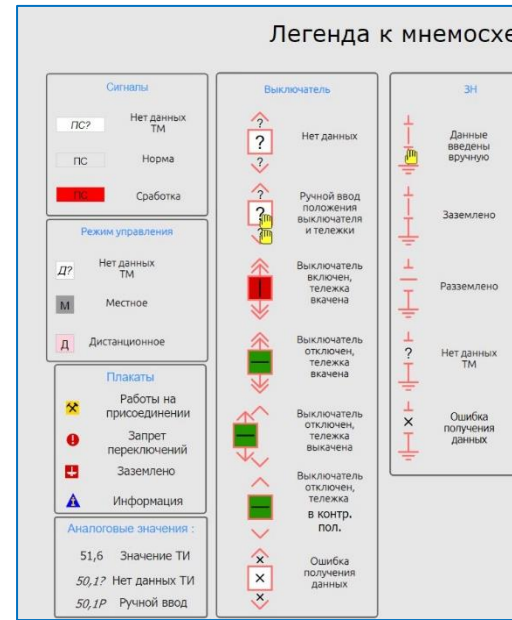 Легенда к мнемосхе
Сигналы
ПС?
Нет данных
ТМ
ПС
Норма
ПС
Сработка
Режим управления
Д?
Нет данных
ТМ
М
Местное
Д
Дистанционное
Плакаты
Работы на
присоединении
Запрет
переключений
Заземлено
Информация
Аналоговые значения :
51,6 Значение ТИ
50,1? Нет данных ТИ
50,1Р Ручной ввод
Выключатель
?
?
?
Нет данных
?
?
Ручной ввод
положения
выключателя
и тележки
Выключатель
включен,
тележка
вкачена
Выключатель
отключен,
тележка
вкачена
Выключатель
отключен,
тележка
выкачена
Выключатель
отключен,
тележка
в контр.
пол.
Ошибка
получения
данных
ЗН
Данные
введены
вручную
Заземлено
Разземлено
?
Нет данных
ТМ
Ошибка
получения
данных